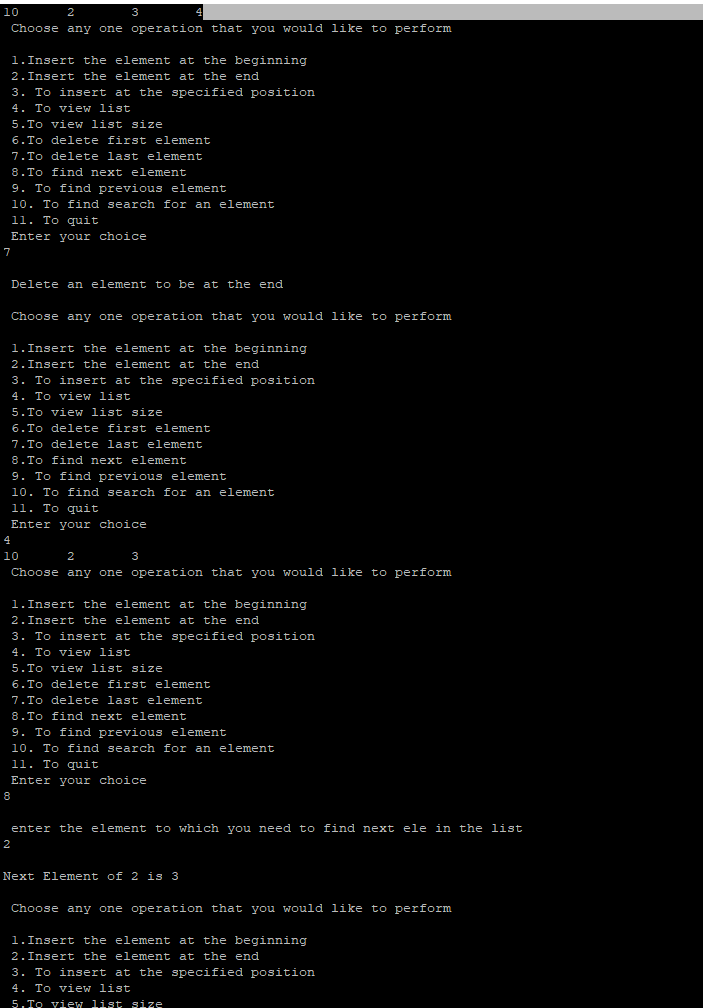 10      2       3       4
Choose any one operation that you would like to perform
1.Insert the element at the beginning
2.Insert the element at the end
3. To insert at the specified position
4. To view list
5.To view list size
6.To delete first element
7.To delete last element
8.To find next element
9. To find previous element
10. To find search for an element
11. To quit
Enter your choice
7
Delete an element to be at the end
Choose any one operation that you would like to perform
1.Insert the element at the beginning
2.Insert the element at the end
3. To insert at the specified position
4. To view list
5.To view list size
6.To delete first element
7.To delete last element
8.To find next element
9. To find previous element
10. To find search for an element
11. To quit
Enter your choice
4
10      2       3
Choose any one operation that you would like to perform
1.Insert the element at the beginning
2.Insert the element at the end
3. To insert at the specified position
4. To view list
5.To view list size
6.To delete first element
7.To delete last element
8.To find next element
9. To find previous element
10. To find search for an element
11. To quit
Enter your choice
8
enter the element to which you need to find next ele in the list
2
Next Element of 2 is 3
Choose any one operation that you would like to perform
1.Insert the element at the beginning
2.Insert the element at the end
3. To insert at the specified position
4. To view list
5.To view list size